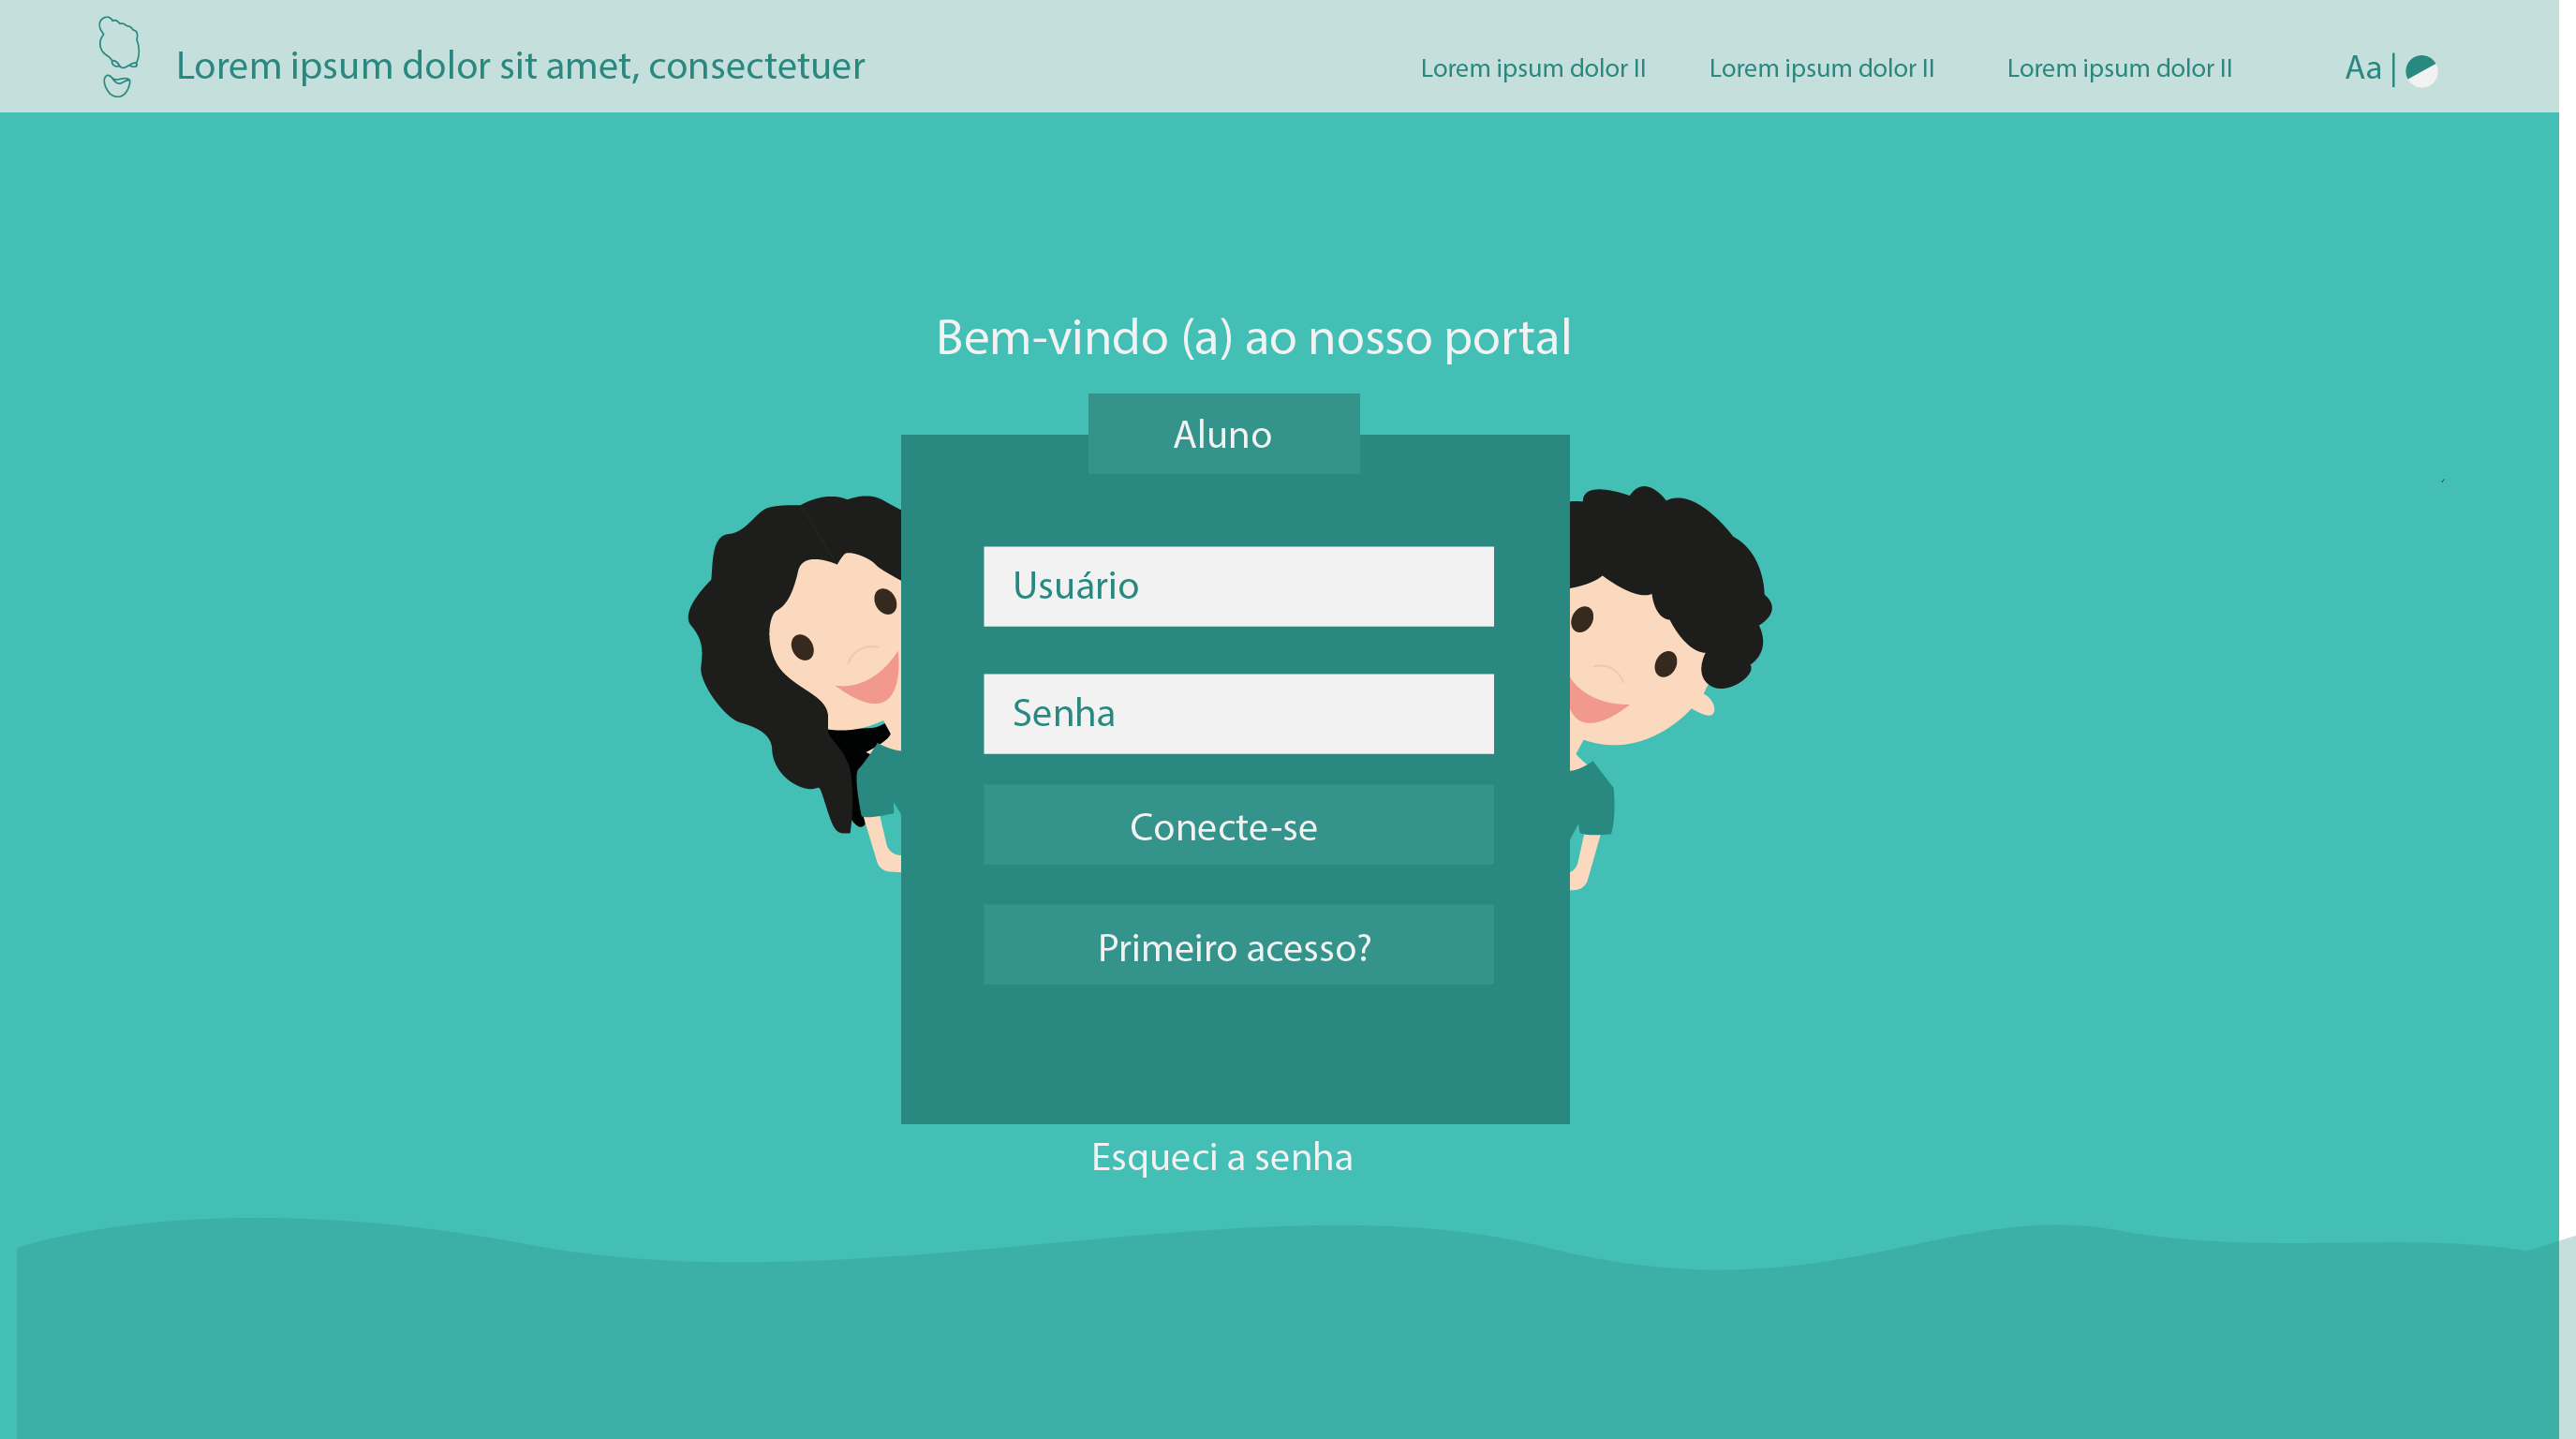 Lorem ipsum dolor sit amet, consectetuer
Lorem ipsum dolor II
Lorem ipsum dolor II
Lorem ipsum dolor II
Aa |
Bem-vindo (a) ao nosso portal
Aluno
Usuário
Senha
Conecte-se
Primeiro acesso?
Esqueci a senha